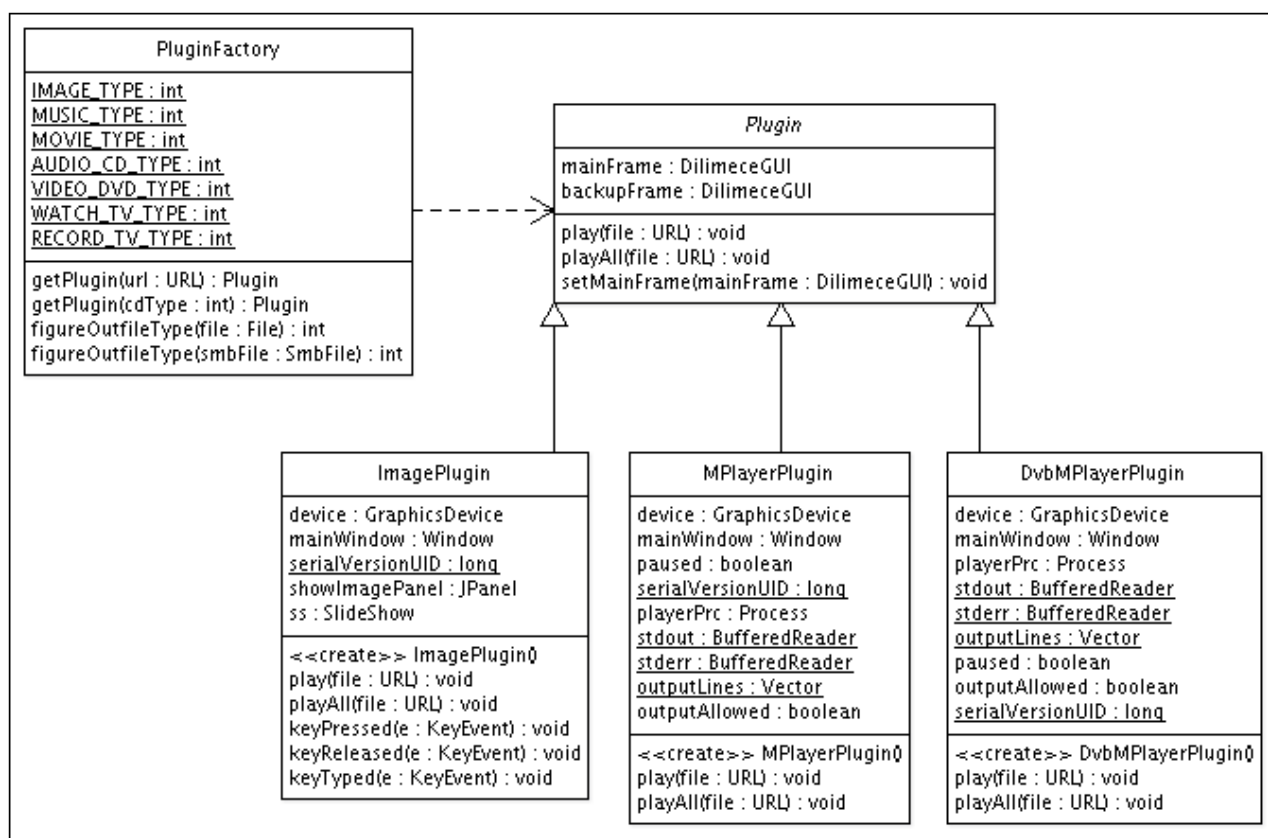 PluginFactory
IMAGE_TYPE : int
MUSIC_TYPE : int
MOVIE_TYPE : int
AUDIO_CD_TYPE : int
VIDEO_DVD_TYPE : int
WATCH_TV_TYPE : int
RECORD_TV_TYPE : int
getPlugin(url : URL) : Plugin
getPlugin(cdType : int) : Plugin
figureOutfileType(file : File) : int
figureOutfileType(smbFile : SmbFile) : int
Plugin
mainFrame : DilimeceGUI
backupFrame : DilimeceGUI
play(file : URL) : void
playAll(file : URL) : void
setMainFrame(mainFrame : DilimeceGUI) : void
ImagePlugin
device : GraphicsDevice
mainWindow : Window
serialVersionUID : long
showImagePanel : JPanel
ss : SlideShow
<<create>> ImagePlugin()
play(file : URL) : void
playAll(file : URL) : void
keyPressed(e : KeyEvent) : void
keyReleased(e : KeyEvent) : void
keyTyped(e : KeyEvent) : void
MPlayerPlugin
device : GraphicsDevice
mainWindow : Window
paused : boolean
serialVersionUID : long
playerPrc : Process
stdout : BufferedReader
stderr : BufferedReader
outputLines : Vector
outputAllowed : boolean
<<create>> MPlayerPlugin()
play(file : URL) : void
playAll(file : URL) : void
DvbMPlayerPlugin
device : GraphicsDevice
mainWindow : Window
playerPrc : Process
stdout : BufferedReader
stderr : BufferedReader
outputLines : Vector
paused : boolean
outputAllowed : boolean
serialVersionUID : long
<<create>> DvbMPlayerPlugin()
play(file : URL) : void
playAll(file : URL) : void